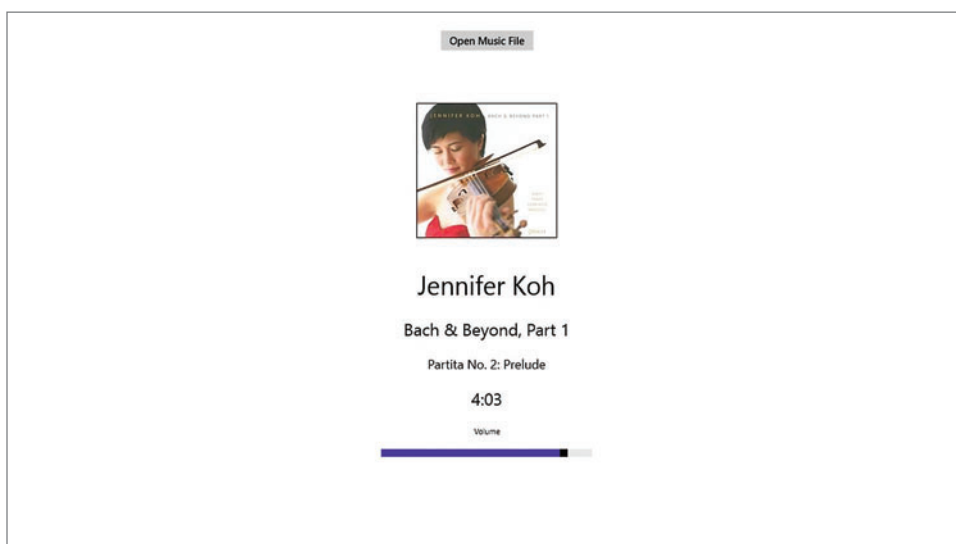 Open Music File
JENNIFER KOH BACH & BEYOND PART 1
Jennifer Koh
Bach & Beyond, Part 1
Partita No. 2: Prelude
4:03
Volume